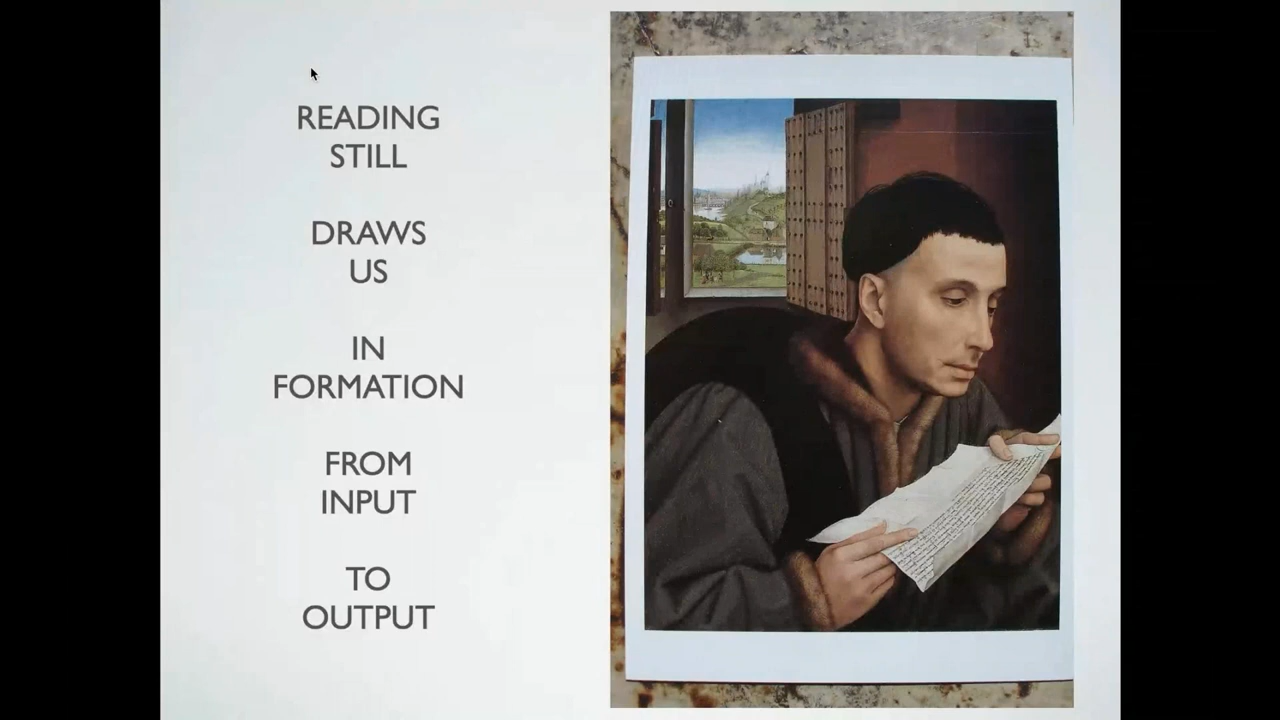 READING
STILL
DRAWS
US
IN
FORMATION
FROM
INPUT
TO
OUTPUT